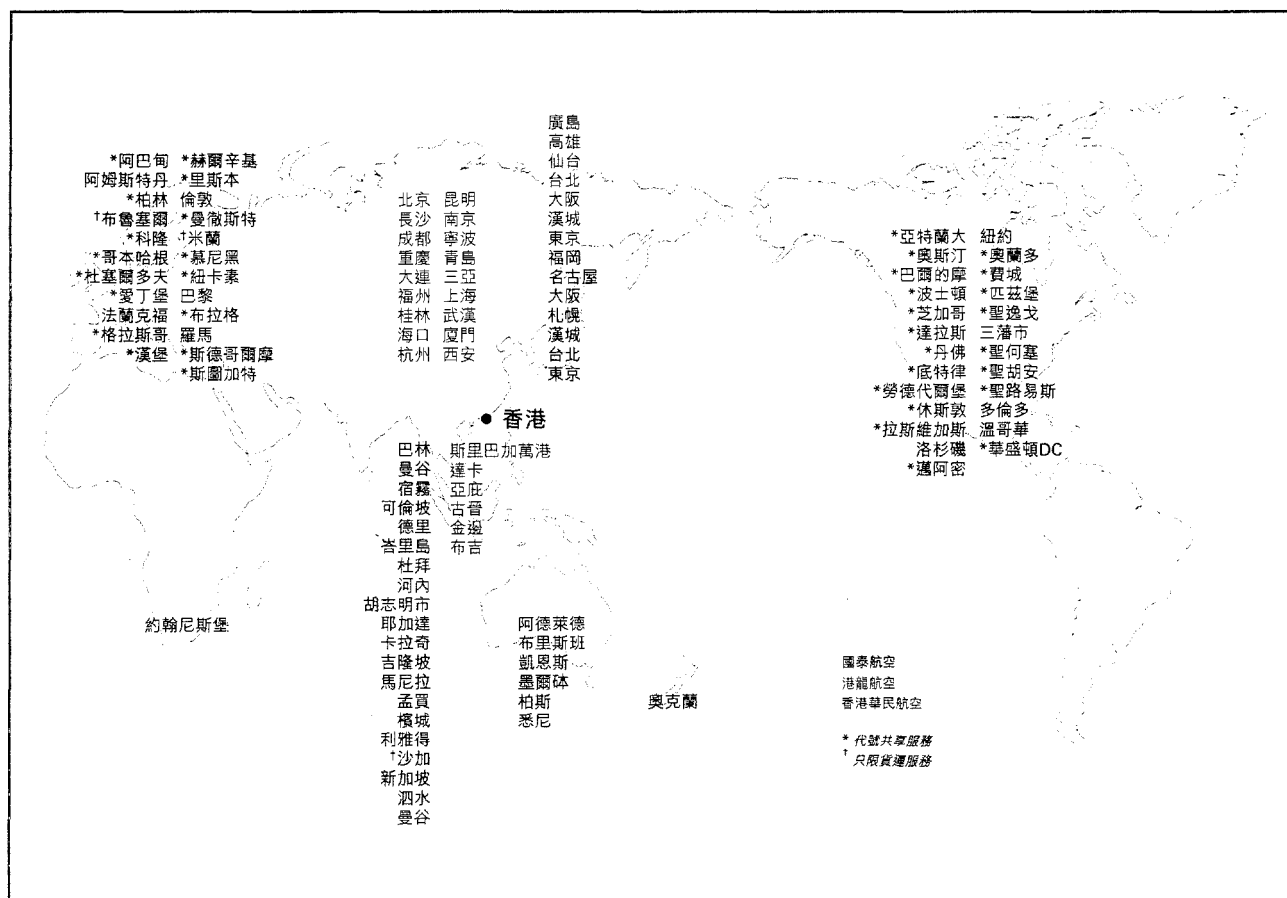 *阿巴甸 *赫爾辛基
阿姆斯特丹 *里斯本
*柏林 倫敦
†布魯塞爾 *曼徹斯特
*科隆 †米蘭
*哥本哈根 *慕尼黑
*杜塞爾多夫 *紐卡素
*愛丁堡 巴黎
法蘭克福 *布拉格
*格拉斯哥 羅馬
*漢堡 *斯德哥爾摩
*斯圖加特
北京 昆明
長沙 南京
成都 寧波
重慶 青島
大連 三亞
福州 上海
桂林 武漢
海口 廈門
杭州 西安
廣島
高雄
仙台
台北
大阪
漢城
東京
福岡
名古屋
大阪
札幌
漢城
台北
東京
*亞特蘭大 紐約
*奧斯汀 *奧蘭多
*巴爾的摩 *費城
*波士頓 *匹茲堡
*芝加哥 *聖逸戈
*達拉斯 三藩市
*丹佛 *聖何塞
*底特律 *聖胡安
*勞德代爾堡 *聖路易斯
*休斯敦 多倫多
*拉斯維加斯 溫哥華
洛杉磯 *華盛頓DC
*邁阿密
香港
巴林 斯里巴加萬港
曼谷 達卡
宿霧 亞庇
可倫坡 古晉
德里 金邊
峇里島 布吉
杜拜
河內
胡志明市
耶加達
卡拉奇
吉隆坡
馬尼拉
孟買
檳城
利雅得
†沙加
新加坡
泗水
曼谷
約翰尼斯堡
阿德萊德
布里斯班
凱恩斯
墨爾砵
柏斯
悉尼
奧克蘭
國泰航空
港龍航空
香港華民航空
* 代號共享服務
† 只限貨運服務